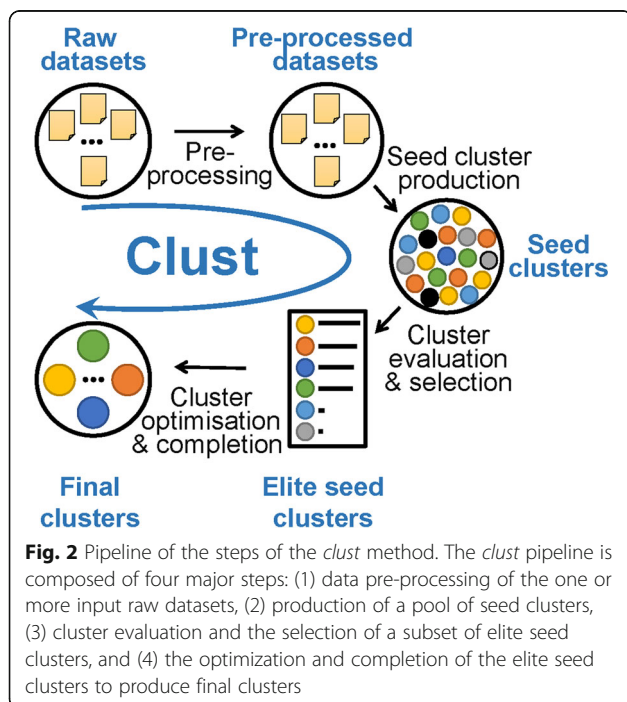 Raw
datasets
Pre-processed
datasets
...
...
Pre-
processing
Seed cluster
production
Clust
Seed
clusters
Cluster
evaluation
& selection
...
Cluster
optimisation
& completion
Final
clusters
Elite seed
clusters
Fig. 2 Pipeline of the steps of the clust method. The clust pipeline is
composed of four major steps: (1) data pre-processing of the one or
more input raw datasets, (2) production of a pool of seed clusters,
(3) cluster evaluation and the selection of a subset of elite seed
clusters, and (4) the optimization and completion of the elite seed
clusters to produce final clusters